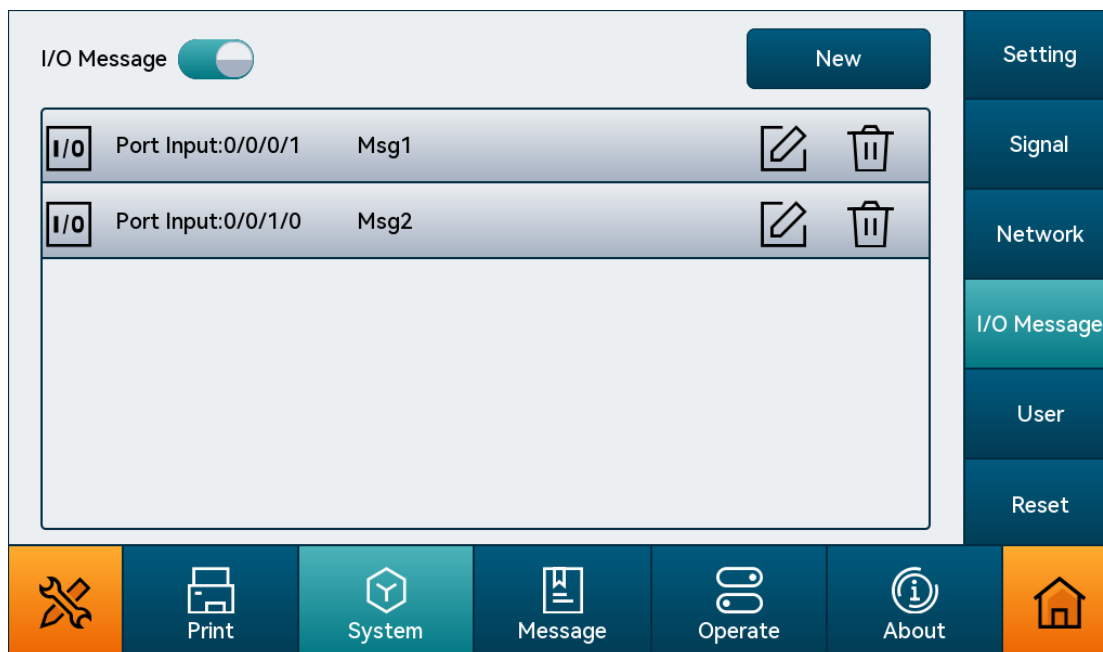 I/O Message
New
I/O Port Input:0/0/0/1 Msg1
I/O Port Input:0/0/1/0 Msg2
Setting
Signal
Network
I/O Message
User
Reset
Print
System
Message
Operate
About